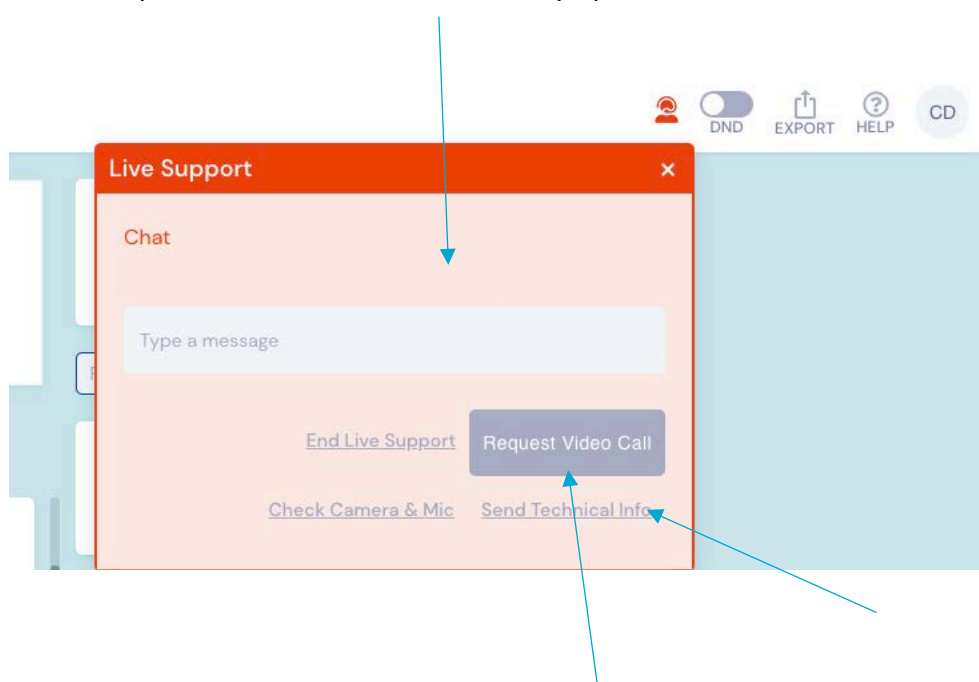 DND
EXPORT
HELP
CD
Live Support
Chat
Type a message
End Live Support
Request Video Call
Check Camera & Mic
Send Technical Info